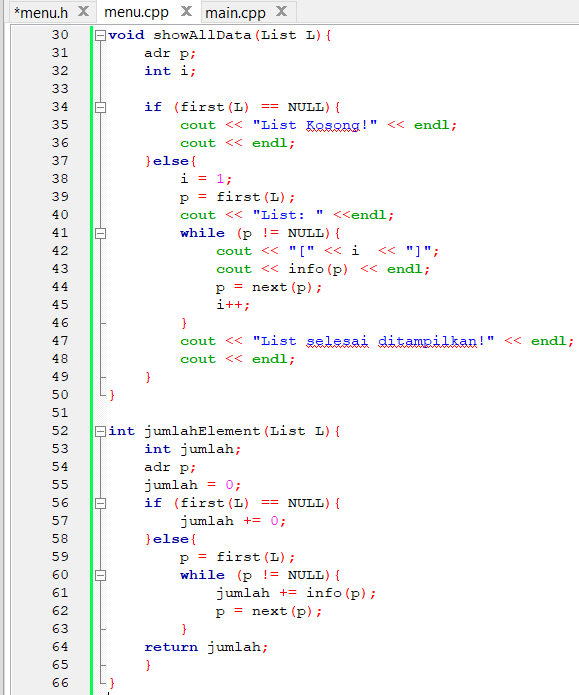 *menu.h X menu.cpp X main.cpp X
30 void showAllData(List L){
31     adr p;
32     int i;
33
34     if (first(L) == NULL){
35         cout << "List Kosong!" << endl;
36         cout << endl;
37     }else{
38         i = 1;
39         p = first(L);
40         cout << "List: " <<endl;
41         while (p != NULL){
42             cout << "[" << i  << "]";
43             cout << info(p) << endl;
44             p = next(p);
45             i++;
46         }
47         cout << "List selesai ditampilkan!" << endl;
48         cout << endl;
49     }
50 }
51
52 int jumlahElement(List L){
53     int jumlah;
54     adr p;
55     jumlah = 0;
56     if (first(L) == NULL){
57         jumlah += 0;
58     }else{
59         p = first(L);
60         while (p != NULL){
61             jumlah += info(p);
62             p = next(p);
63         }
64     return jumlah;
65     }
66 }